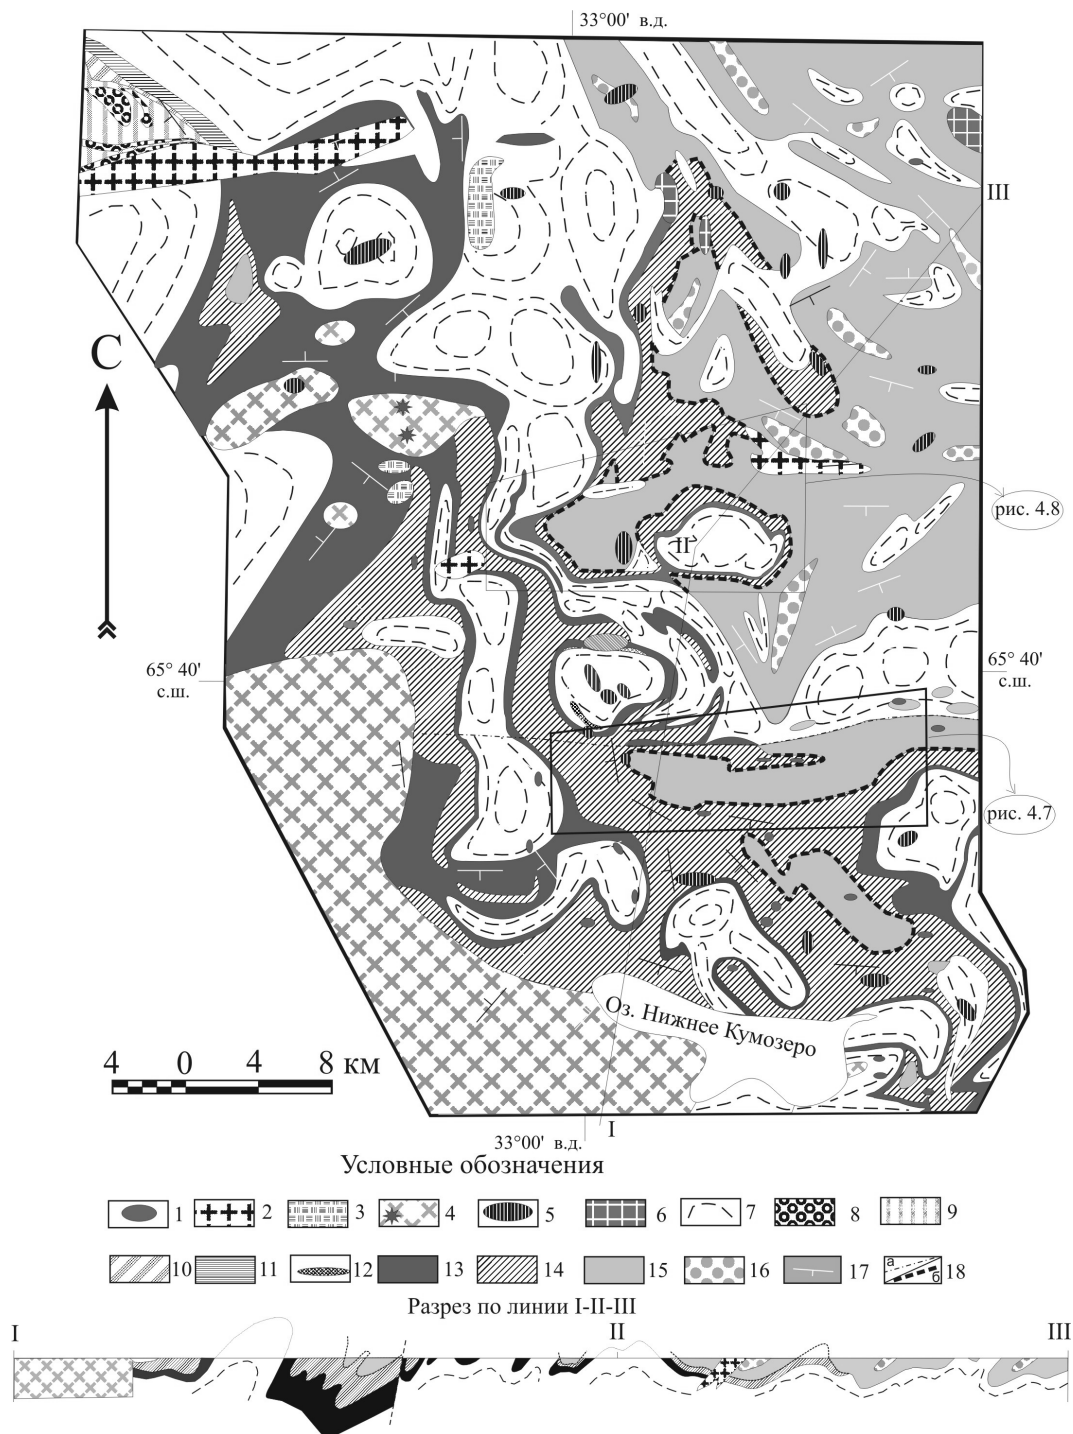 33°00' в.д.
III
С
рис. 4.8
II
65° 40'
с.ш.
65° 40'
с.ш.
рис. 4.7
Оз. Нижнее Кумозеро
4 0 4 8 км
I
33°00' в.д.
Условные обозначения
1 2 3 4 5 6 7 8 9
10 11 12 13 14 15 16 17 а б 18
Разрез по линии I-II-III
I II III